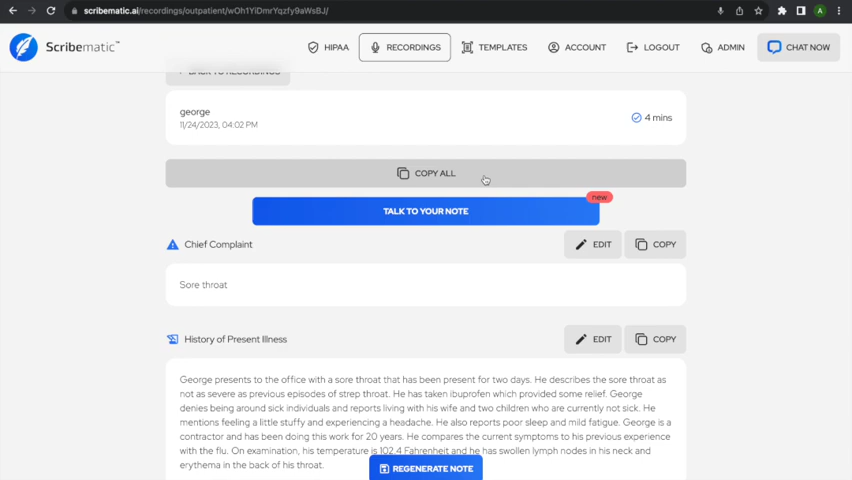 scribematic.ai/recordings/outpatient/wOh1YiDmrYqzfy9aWsBJ/
A
Scribematic™
HIPAA
RECORDINGS
TEMPLATES
ACCOUNT
LOGOUT
ADMIN
CHAT NOW
BACK TO RECORDINGS
george
11/24/2023, 04:02 PM
4 mins
COPY ALL
new
TALK TO YOUR NOTE
Chief Complaint
EDIT
COPY
Sore throat
History of Present Illness
EDIT
COPY
George presents to the office with a sore throat that has been present for two days. He describes the sore throat as
not as severe as previous episodes of strep throat. He has taken ibuprofen which provided some relief. George
denies being around sick individuals and reports living with his wife and two children who are currently not sick. He
mentions feeling a little stuffy and experiencing a headache. He also reports poor sleep and mild fatigue. George is a
contractor and has been doing this work for 20 years. He compares the current symptoms to his previous experience
with the flu. On examination, his temperature is 102.4 Fahrenheit and he has swollen lymph nodes in his neck and
erythema in the back of his throat.
REGENERATE NOTE